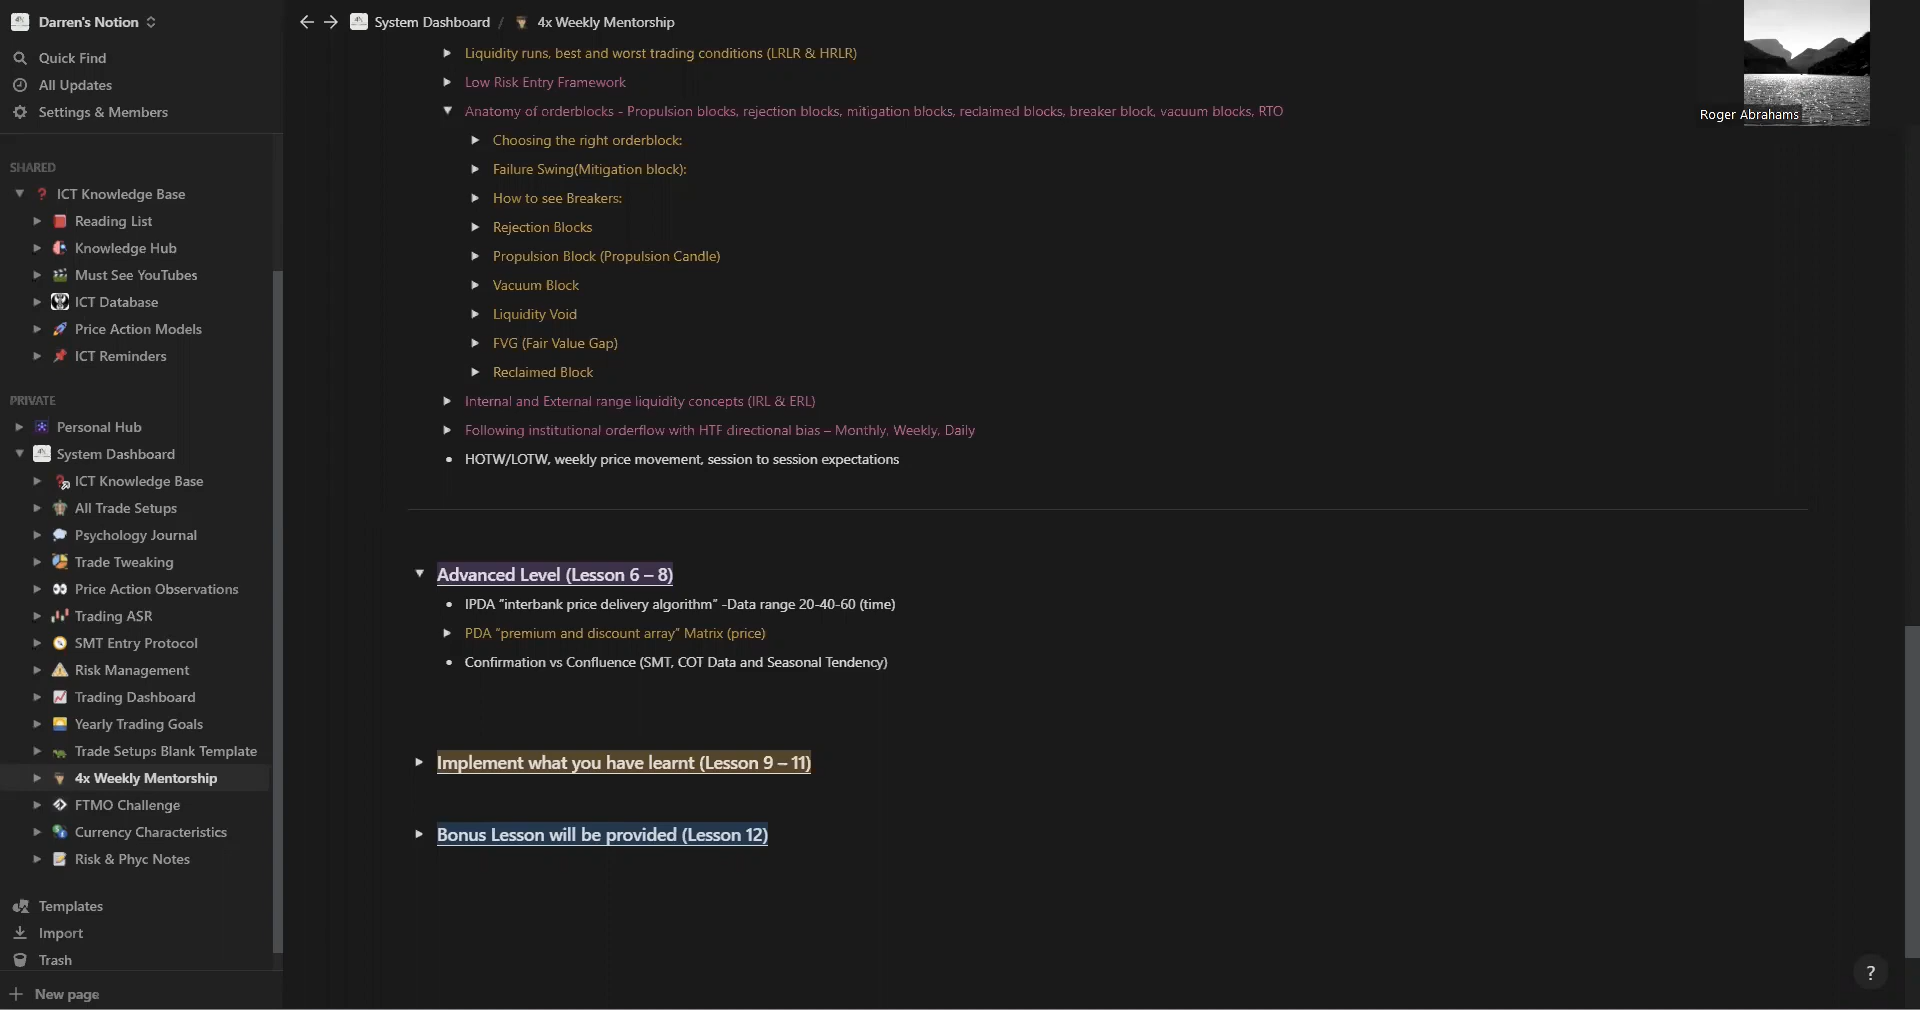 Darren's Notion
Quick Find
All Updates
Settings & Members
SHARED
ICT Knowledge Base
Reading List
Knowledge Hub
Must See YouTubes
ICT Database
Price Action Models
ICT Reminders
PRIVATE
Personal Hub
System Dashboard
ICT Knowledge Base
All Trade Setups
Psychology Journal
Trade Tweaking
Price Action Observations
Trading ASR
SMT Entry Protocol
Risk Management
Trading Dashboard
Yearly Trading Goals
Trade Setups Blank Template
4x Weekly Mentorship
FTMO Challenge
Currency Characteristics
Risk & Phyc Notes
Templates
Import
Trash
New page
System Dashboard / 4x Weekly Mentorship
Liquidity runs, best and worst trading conditions (LRLR & HRLR)
Low Risk Entry Framework
Anatomy of orderblocks - Propulsion blocks, rejection blocks, mitigation blocks, reclaimed blocks, breaker block, vacuum blocks, RTO
Choosing the right orderblock:
Failure Swing(Mitigation block):
How to see Breakers:
Rejection Blocks
Propulsion Block (Propulsion Candle)
Vacuum Block
Liquidity Void
FVG (Fair Value Gap)
Reclaimed Block
Internal and External range liquidity concepts (IRL & ERL)
Following institutional orderflow with HTF directional bias – Monthly, Weekly, Daily
HOTW/LOTW, weekly price movement, session to session expectations
Advanced Level (Lesson 6 – 8)
IPDA “interbank price delivery algorithm” -Data range 20-40-60 (time)
PDA “premium and discount array” Matrix (price)
Confirmation vs Confluence (SMT, COT Data and Seasonal Tendency)
Implement what you have learnt (Lesson 9 – 11)
Bonus Lesson will be provided (Lesson 12)
Roger Abrahams
?